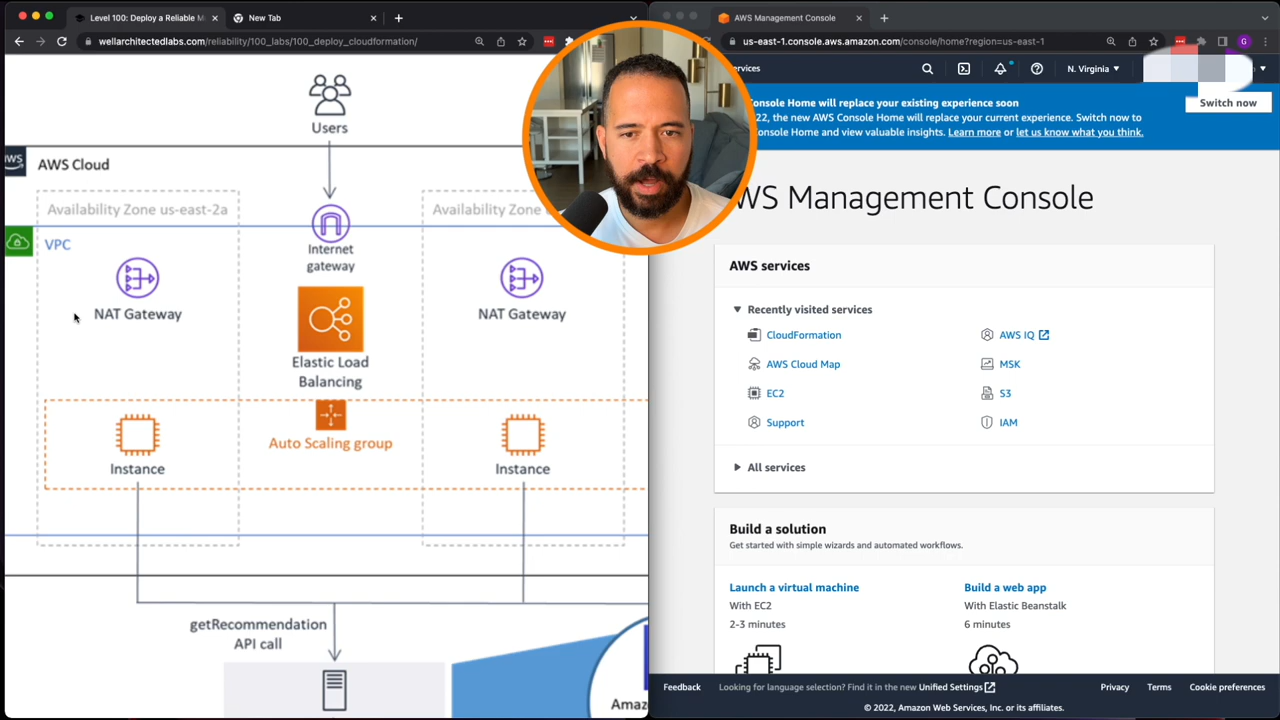 Level 100: Deploy a Reliable M
New Tab
wellarchitectedlabs.com/reliability/100_labs/100_deploy_cloudformation/
Users
aws
AWS Cloud
Availability Zone us-east-2a
Availability Zone
VPC
Internet
gateway
NAT Gateway
NAT Gateway
Elastic Load
Balancing
Auto Scaling group
Instance
Instance
getRecommendation
API call
Amaz
AWS Management Console
us-east-1.console.aws.amazon.com/console/home?region=us-east-1
G
ervices
N. Virginia
onsole Home will replace your existing experience soon
22, the new AWS Console Home will replace your current experience. Switch now to
onsole Home and view valuable insights. Learn more or let us know what you think.
Switch now
WS Management Console
AWS services
Recently visited services
CloudFormation
AWS IQ
AWS Cloud Map
MSK
EC2
S3
Support
IAM
All services
Build a solution
Get started with simple wizards and automated workflows.
Launch a virtual machine
With EC2
2-3 minutes
Build a web app
With Elastic Beanstalk
6 minutes
Feedback
Looking for language selection? Find it in the new Unified Settings
Privacy
Terms
Cookie preferences
© 2022, Amazon Web Services, Inc. or its affiliates.